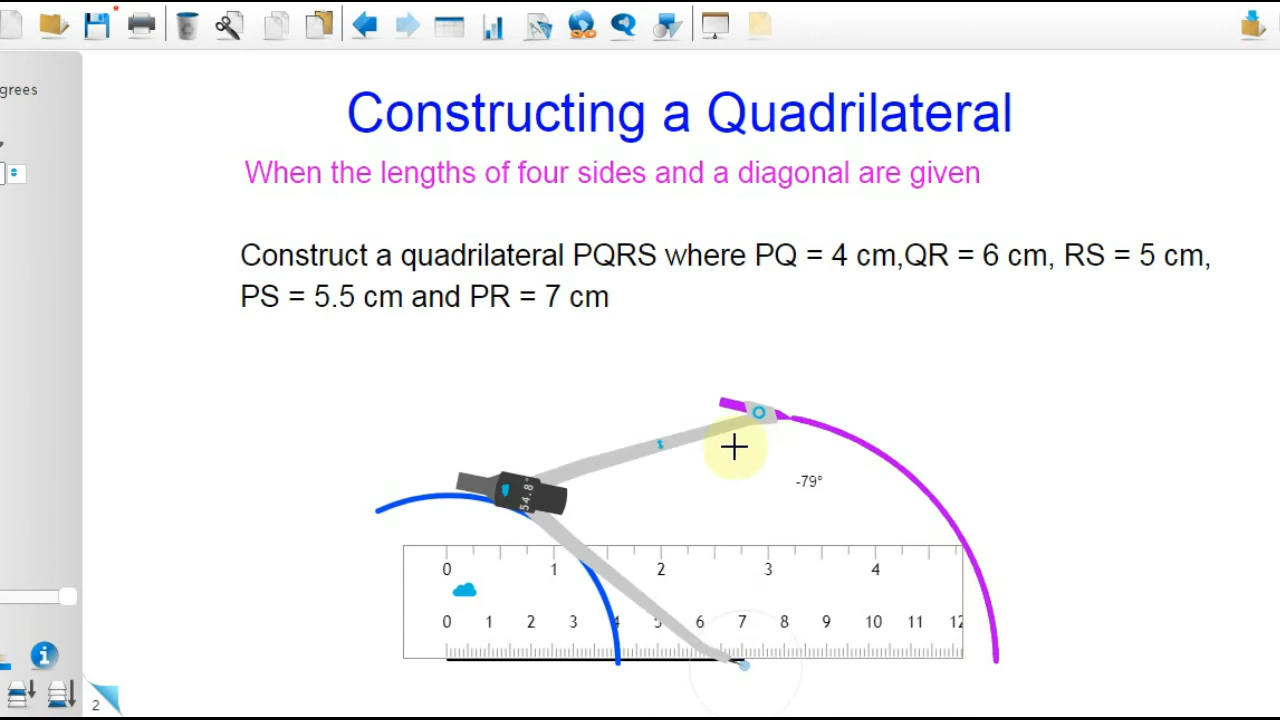 grees
Constructing a Quadrilateral
When the lengths of four sides and a diagonal are given
Construct a quadrilateral PQRS where PQ = 4 cm,QR = 6 cm, RS = 5 cm,
PS = 5.5 cm and PR = 7 cm
-79°
54.8°
0 1 2 3 4
0 1 2 3 4 5 6 7 8 9 10 11 12
2